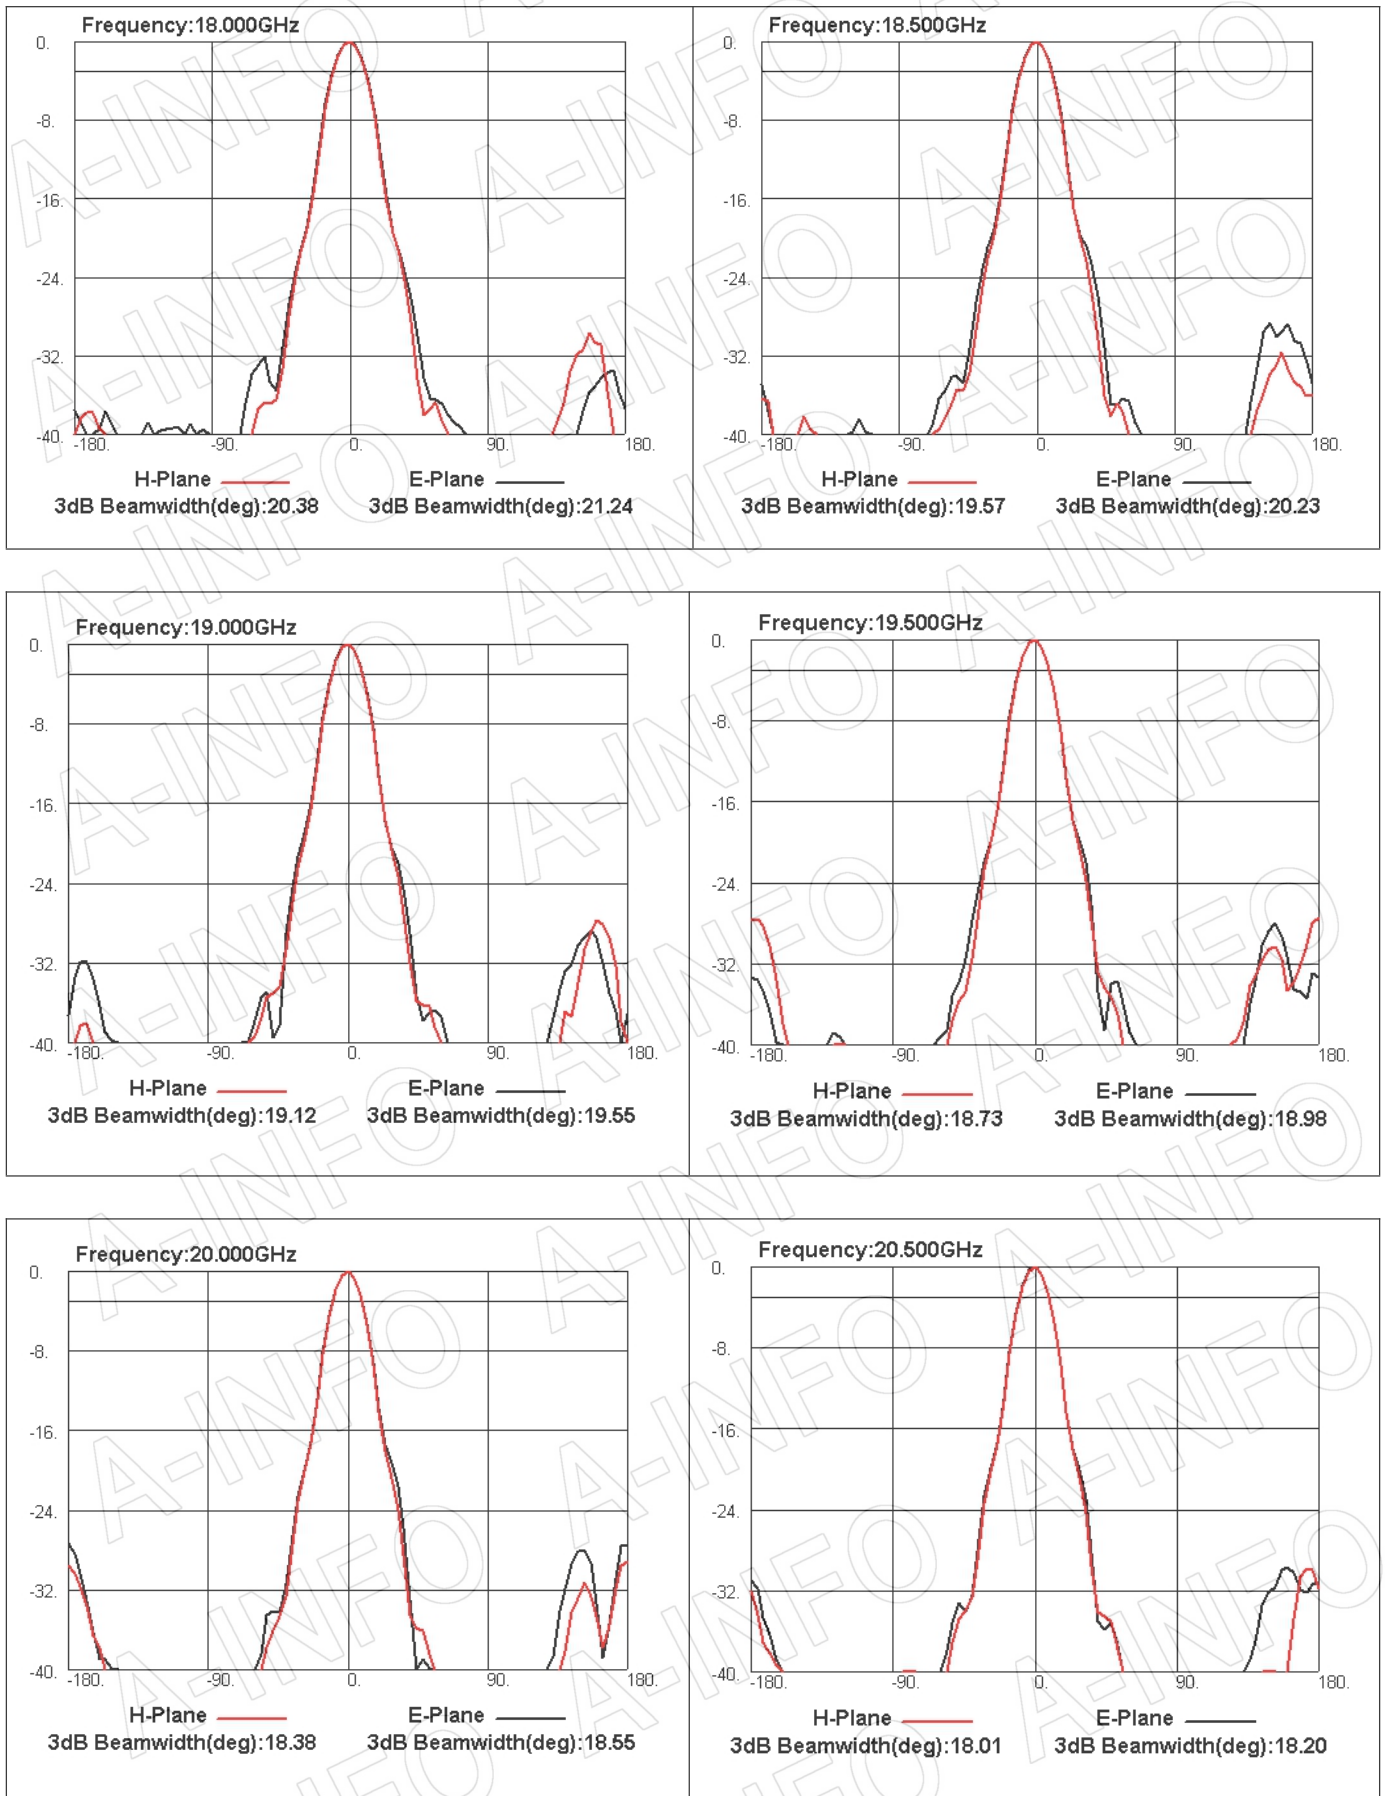 Frequency:18.000GHz
0.
-8.
-16.
-24.
-32.
-40.
-180. -90. 0. 90. 180.
H-Plane E-Plane
3dB Beamwidth(deg):20.38 3dB Beamwidth(deg):21.24
Frequency:18.500GHz
0.
-8.
-16.
-24.
-32.
-40.
-180. -90. 0. 90. 180.
H-Plane E-Plane
3dB Beamwidth(deg):19.57 3dB Beamwidth(deg):20.23
Frequency:19.000GHz
0.
-8.
-16.
-24.
-32.
-40.
-180. -90. 0. 90. 180.
H-Plane E-Plane
3dB Beamwidth(deg):19.12 3dB Beamwidth(deg):19.55
Frequency:19.500GHz
0.
-8.
-16.
-24.
-32.
-40.
-180. -90. 0. 90. 180.
H-Plane E-Plane
3dB Beamwidth(deg):18.73 3dB Beamwidth(deg):18.98
Frequency:20.000GHz
0.
-8.
-16.
-24.
-32.
-40.
-180. -90. 0. 90. 180.
H-Plane E-Plane
3dB Beamwidth(deg):18.38 3dB Beamwidth(deg):18.55
Frequency:20.500GHz
0.
-8.
-16.
-24.
-32.
-40.
-180. -90. 0. 90. 180.
H-Plane E-Plane
3dB Beamwidth(deg):18.01 3dB Beamwidth(deg):18.20
A-INFO